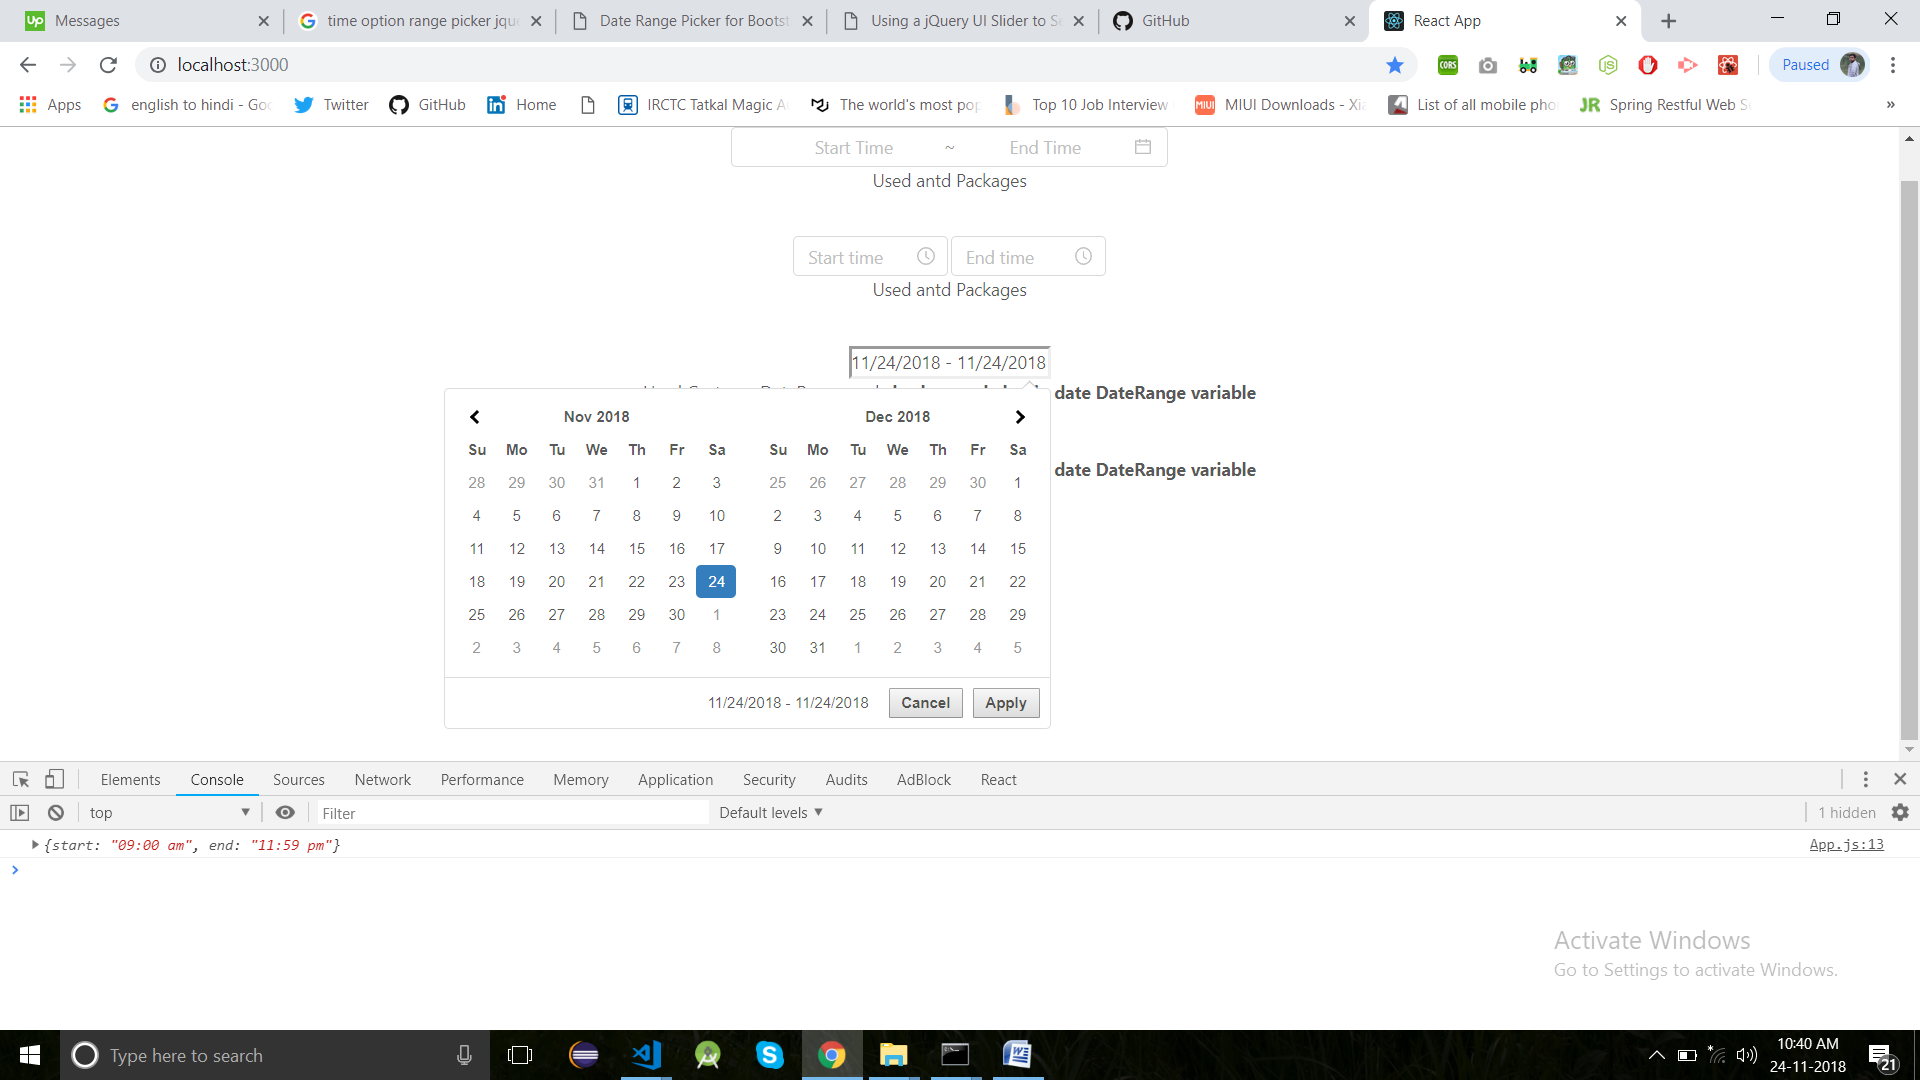 Messages
time option range picker jqu
Date Range Picker for Bootst
Using a jQuery UI Slider to S
GitHub
React App
localhost:3000
Paused
Apps
english to hindi - Goo
Twitter
GitHub
Home
IRCTC Tatkal Magic A
The world's most pop
Top 10 Job Interview
MIUI Downloads - Xia
List of all mobile phon
JR Spring Restful Web S
»
Start Time ~ End Time
Used antd Packages
Start time End time
Used antd Packages
11/24/2018 - 11/24/2018
date DateRange variable
Nov 2018 Dec 2018
Su Mo Tu We Th Fr Sa Su Mo Tu We Th Fr Sa
28 29 30 31 1 2 3 25 26 27 28 29 30 1
4 5 6 7 8 9 10 2 3 4 5 6 7 8
date DateRange variable
11 12 13 14 15 16 17 9 10 11 12 13 14 15
18 19 20 21 22 23 24 16 17 18 19 20 21 22
25 26 27 28 29 30 1 23 24 25 26 27 28 29
2 3 4 5 6 7 8 30 31 1 2 3 4 5
11/24/2018 - 11/24/2018 Cancel Apply
Elements Console Sources Network Performance Memory Application Security Audits AdBlock React
top Filter Default levels 1 hidden
{start: "09:00 am", end: "11:59 pm"} App.js:13
Activate Windows
Go to Settings to activate Windows.
Type here to search
10:40 AM
24-11-2018
21